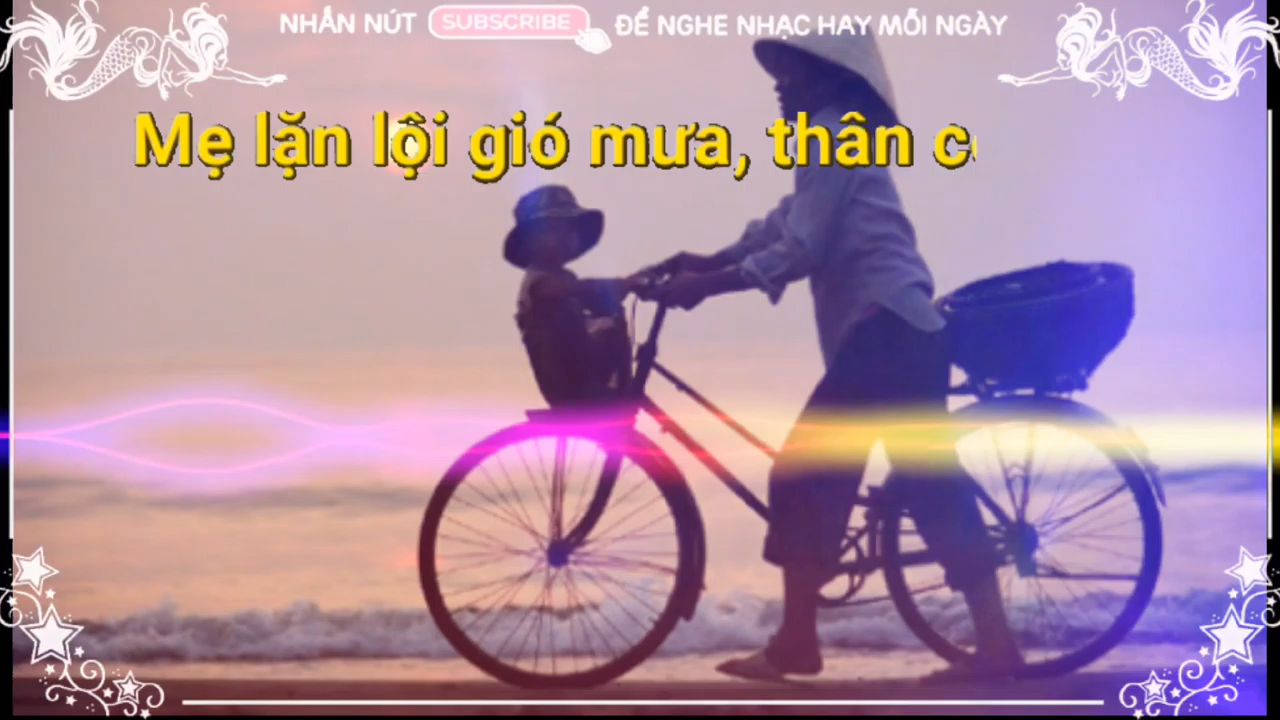 NHẤN NÚT SUBSCRIBE ĐỂ NGHE NHẠC HAY MỖI NGÀY
Mẹ lặn lội gió mưa, thân